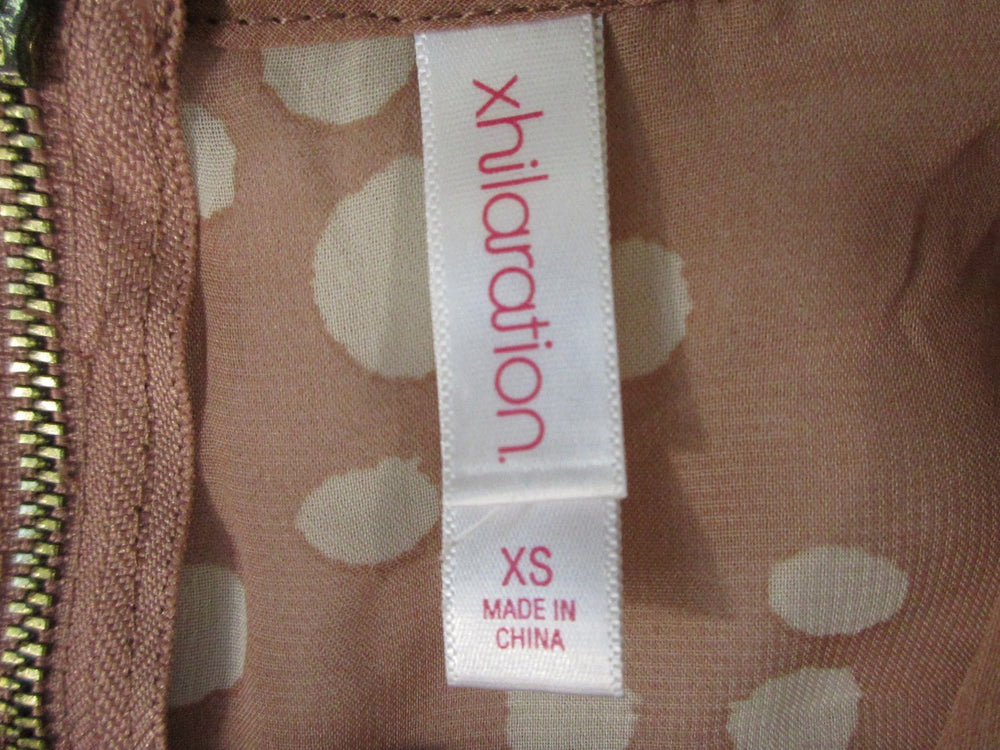 xhilaration.
XS
MADE IN
CHINA